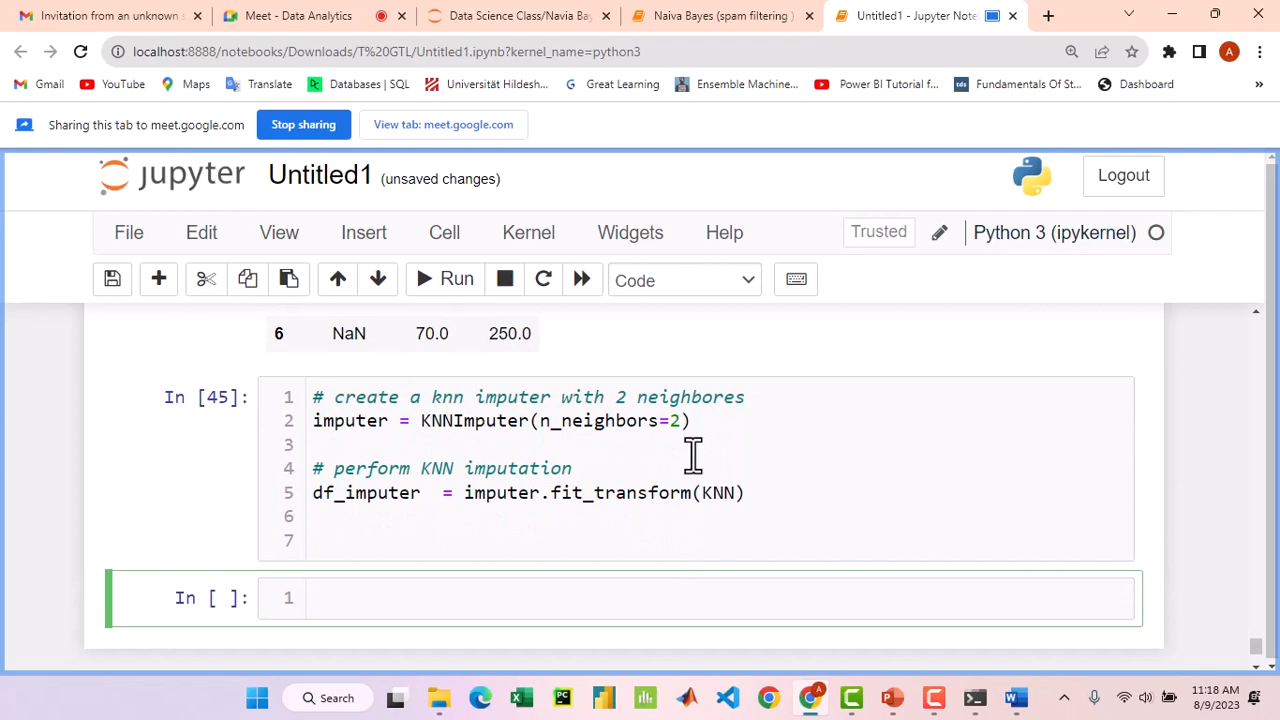 Invitation from an unknown s
Meet - Data Analytics
Data Science Class/Navia Bay
Naiva Bayes (spam filtering )
Untitled1 - Jupyter Note
localhost:8888/notebooks/Downloads/T%20GTL/Untitled1.ipynb?kernel_name=python3
A
Gmail
YouTube
Maps
Translate
Databases | SQL
Universität Hildesh...
Great Learning
Ensemble Machine...
Power BI Tutorial f...
tds
Fundamentals Of St...
Dashboard
»
Sharing this tab to meet.google.com
Stop sharing
View tab: meet.google.com
jupyter Untitled1 (unsaved changes)
Logout
File Edit View Insert Cell Kernel Widgets Help
Trusted
Python 3 (ipykernel)
Run
Code
6 NaN 70.0 250.0
In [45]:
1 # create a knn imputer with 2 neighbores
2 imputer = KNNImputer(n_neighbors=2)
3
4 # perform KNN imputation
5 df_imputer = imputer.fit_transform(KNN)
6
7
In [ ]: 1
Search
PC
A
11:18 AM
8/9/2023